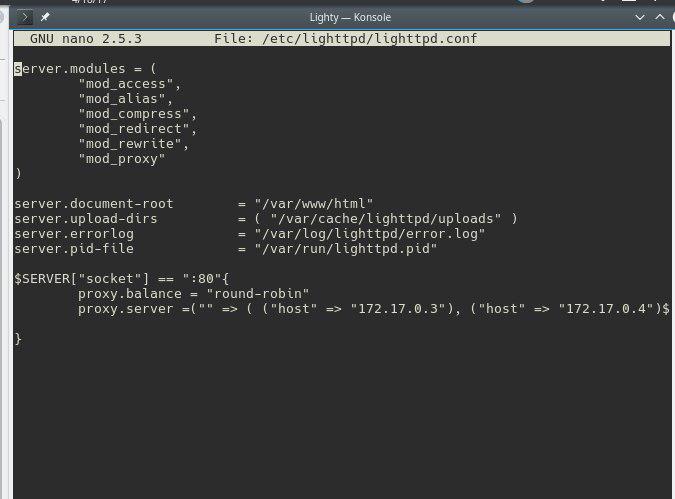 Lighty — Konsole
GNU nano 2.5.3 File: /etc/lighttpd/lighttpd.conf
server.modules = (
"mod_access",
"mod_alias",
"mod_compress",
"mod_redirect",
"mod_rewrite",
"mod_proxy"
)
server.document-root = "/var/www/html"
server.upload-dirs = ( "/var/cache/lighttpd/uploads" )
server.errorlog = "/var/log/lighttpd/error.log"
server.pid-file = "/var/run/lighttpd.pid"
$SERVER["socket"] == ":80"{
proxy.balance = "round-robin"
proxy.server =("" => ( ("host" => "172.17.0.3"), ("host" => "172.17.0.4")$
}